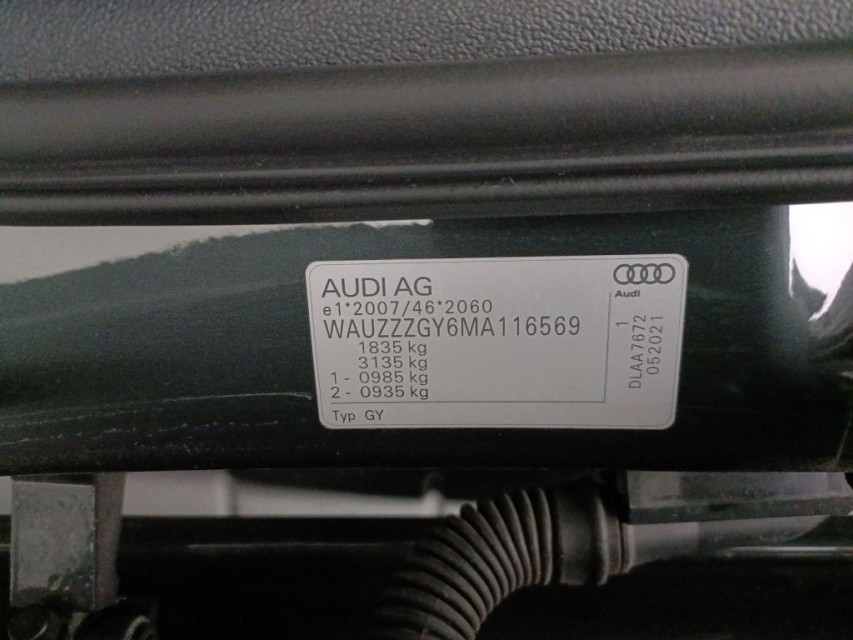 AUDI AG
e1*2007/46*2060
WAUZZZGY6MA116569
1835 kg
3135 kg
1 - 0985 kg
2 - 0935 kg
Typ GY
Audi
1
DLAA7672
052021